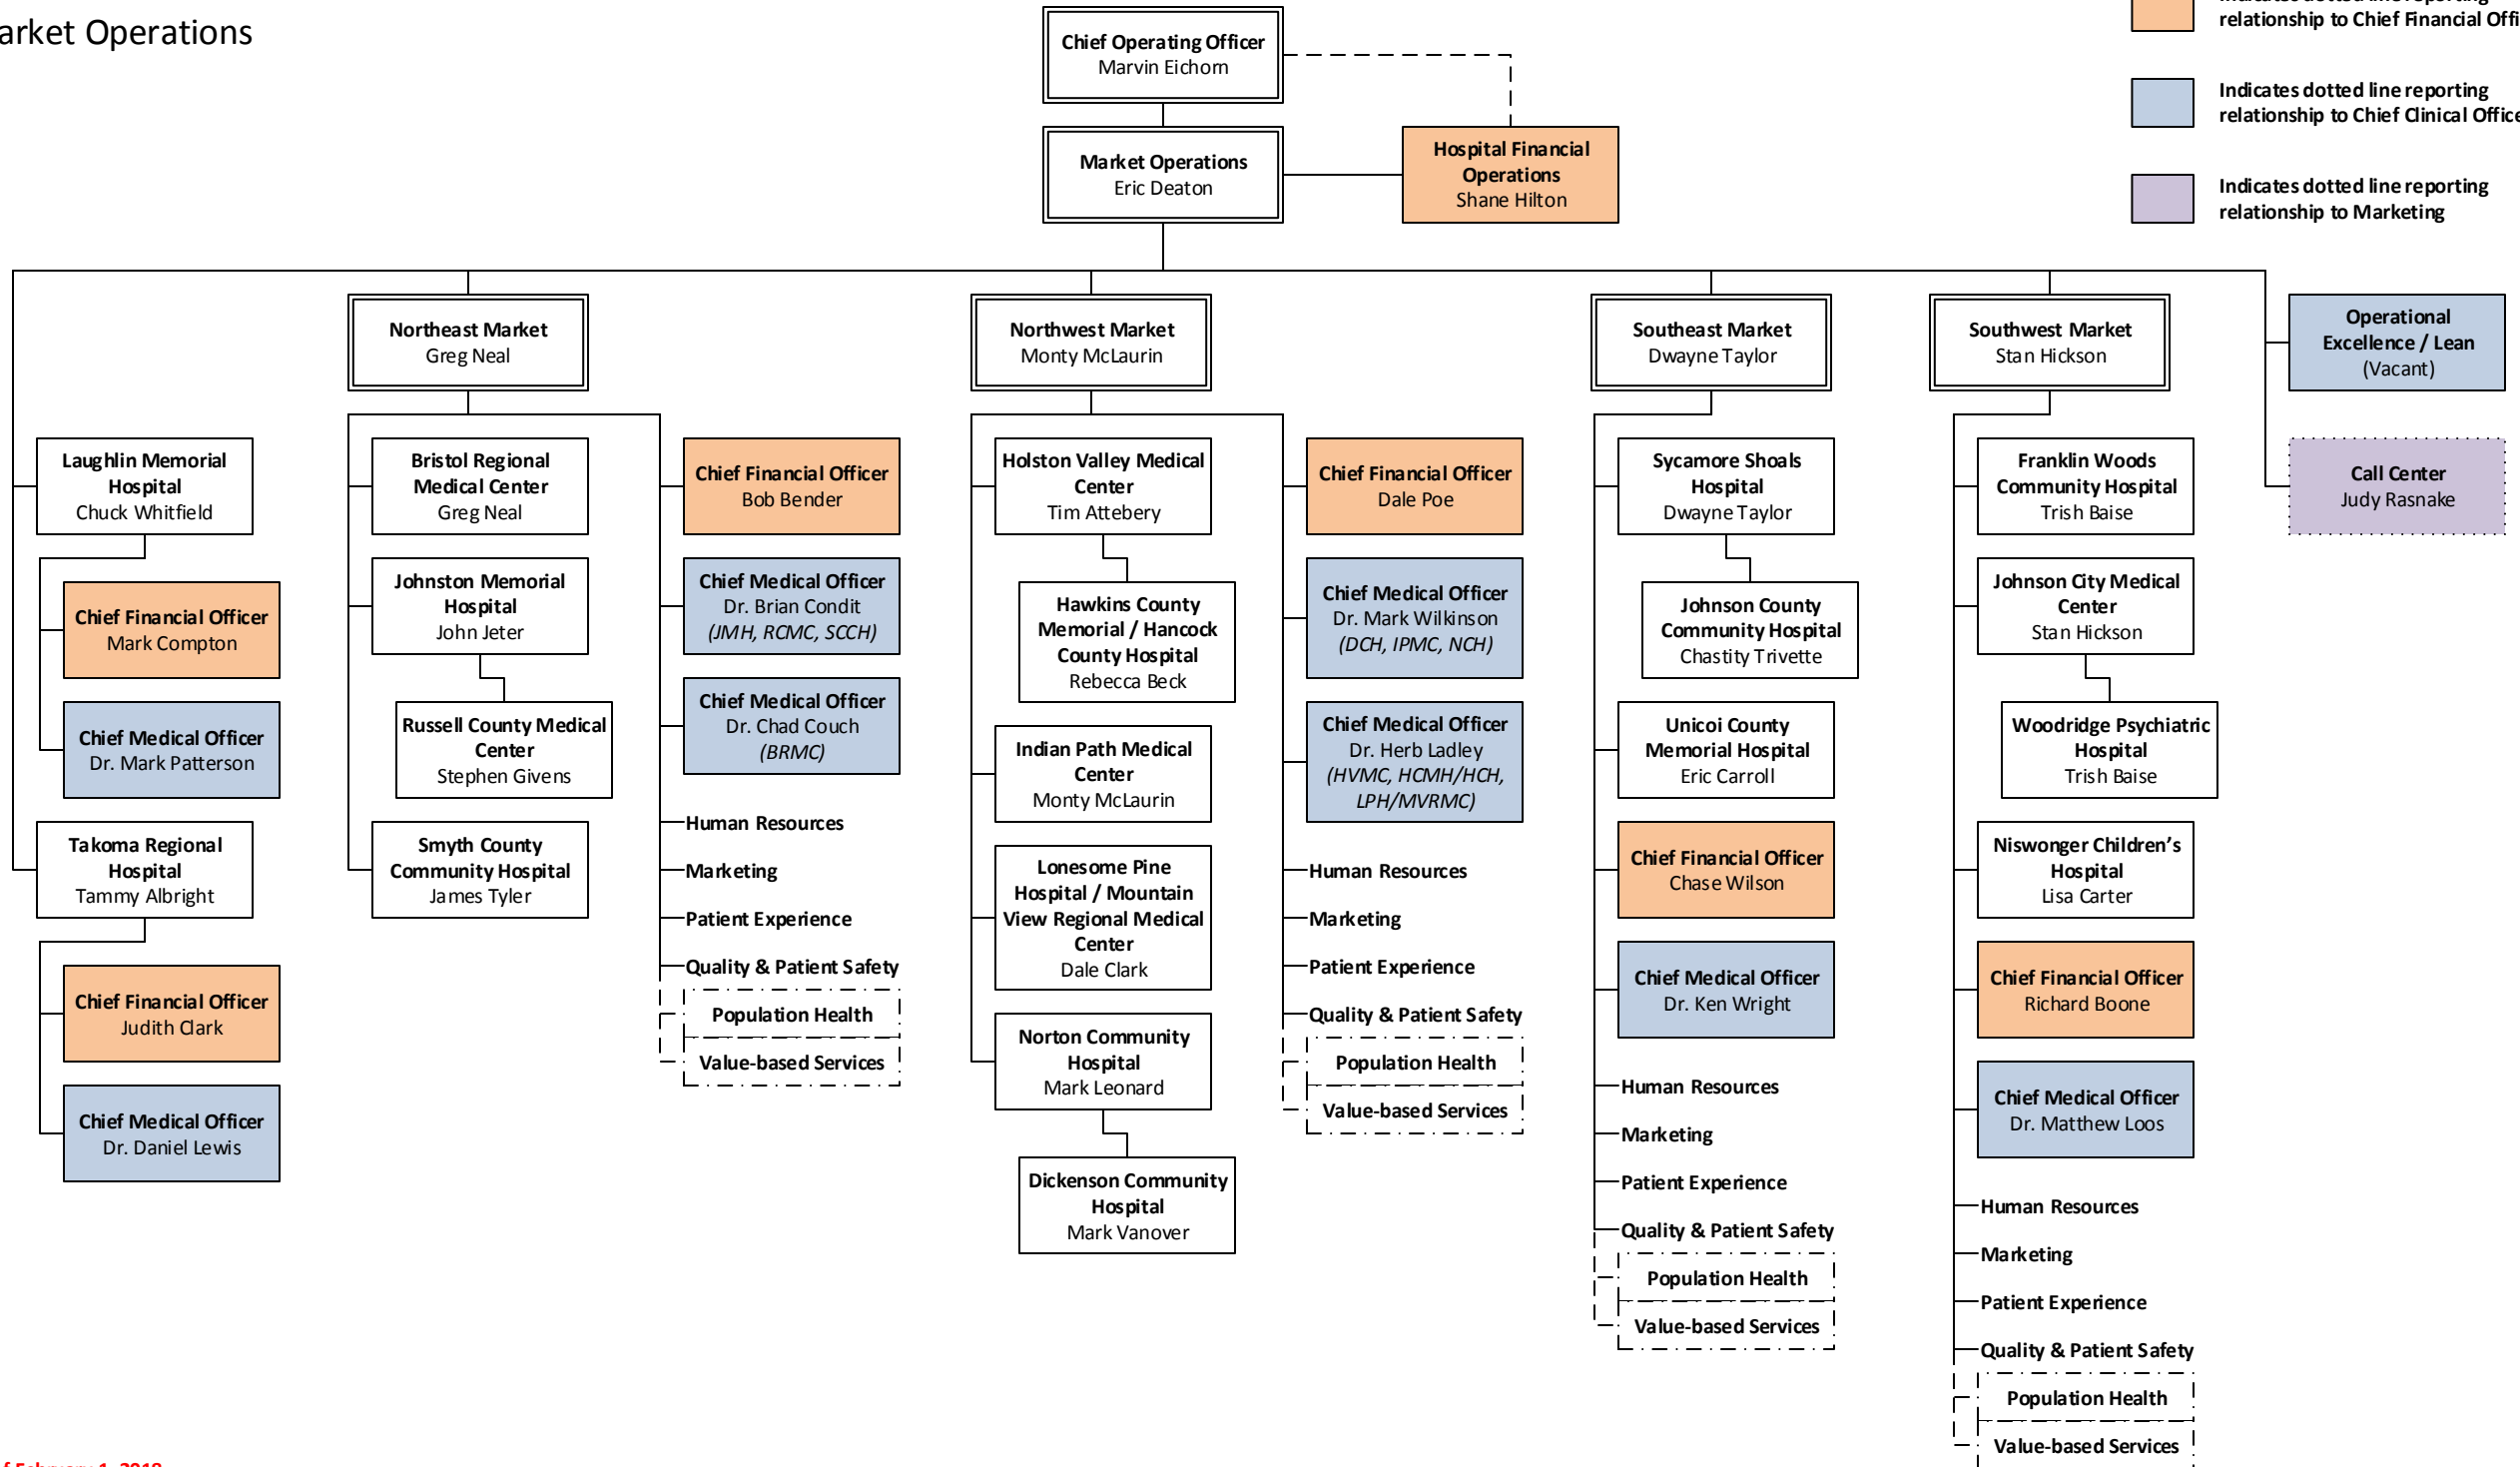 arket Operations
relationship to Chief Financial Offi
Indicates dotted line reporting
relationship to Chief Clinical Office
Indicates dotted line reporting
relationship to Marketing
Chief Operating Officer
Marvin Eichorn
Market Operations
Eric Deaton
Hospital Financial
Operations
Shane Hilton
Northeast Market
Greg Neal
Northwest Market
Monty McLaurin
Southeast Market
Dwayne Taylor
Southwest Market
Stan Hickson
Operational
Excellence / Lean
(Vacant)
Call Center
Judy Rasnake
Laughlin Memorial
Hospital
Chuck Whitfield
Chief Financial Officer
Mark Compton
Chief Medical Officer
Dr. Mark Patterson
Takoma Regional
Hospital
Tammy Albright
Chief Financial Officer
Judith Clark
Chief Medical Officer
Dr. Daniel Lewis
Bristol Regional
Medical Center
Greg Neal
Johnston Memorial
Hospital
John Jeter
Russell County Medical
Center
Stephen Givens
Smyth County
Community Hospital
James Tyler
Chief Financial Officer
Bob Bender
Chief Medical Officer
Dr. Brian Condit
(JMH, RCMC, SCCH)
Chief Medical Officer
Dr. Chad Couch
(BRMC)
Human Resources
Marketing
Patient Experience
Quality & Patient Safety
Population Health
Value-based Services
Holston Valley Medical
Center
Tim Attebery
Hawkins County
Memorial / Hancock
County Hospital
Rebecca Beck
Indian Path Medical
Center
Monty McLaurin
Lonesome Pine
Hospital / Mountain
View Regional Medical
Center
Dale Clark
Norton Community
Hospital
Mark Leonard
Dickenson Community
Hospital
Mark Vanover
Chief Financial Officer
Dale Poe
Chief Medical Officer
Dr. Mark Wilkinson
(DCH, IPMC, NCH)
Chief Medical Officer
Dr. Herb Ladley
(HVMC, HCMH/HCH,
LPH/MVRMC)
Human Resources
Marketing
Patient Experience
Quality & Patient Safety
Population Health
Value-based Services
Sycamore Shoals
Hospital
Dwayne Taylor
Johnson County
Community Hospital
Chastity Trivette
Unicoi County
Memorial Hospital
Eric Carroll
Chief Financial Officer
Chase Wilson
Chief Medical Officer
Dr. Ken Wright
Human Resources
Marketing
Patient Experience
Quality & Patient Safety
Population Health
Value-based Services
Franklin Woods
Community Hospital
Trish Baise
Johnson City Medical
Center
Stan Hickson
Woodridge Psychiatric
Hospital
Trish Baise
Niswonger Children's
Hospital
Lisa Carter
Chief Financial Officer
Richard Boone
Chief Medical Officer
Dr. Matthew Loos
Human Resources
Marketing
Patient Experience
Quality & Patient Safety
Population Health
Value-based Services